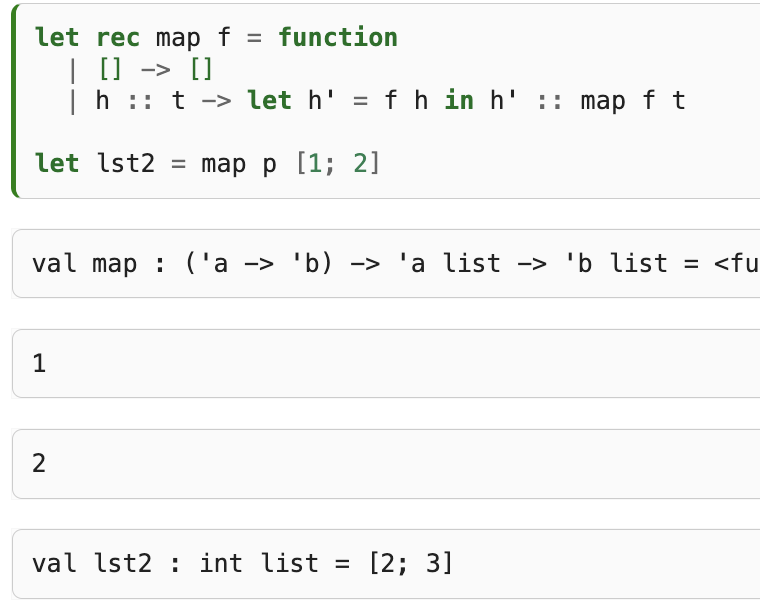 let rec map f = function
  | [] -> []
  | h :: t -> let h' = f h in h' :: map f t
let lst2 = map p [1; 2]
val map : ('a -> 'b) -> 'a list -> 'b list = <fu
1
2
val lst2 : int list = [2; 3]